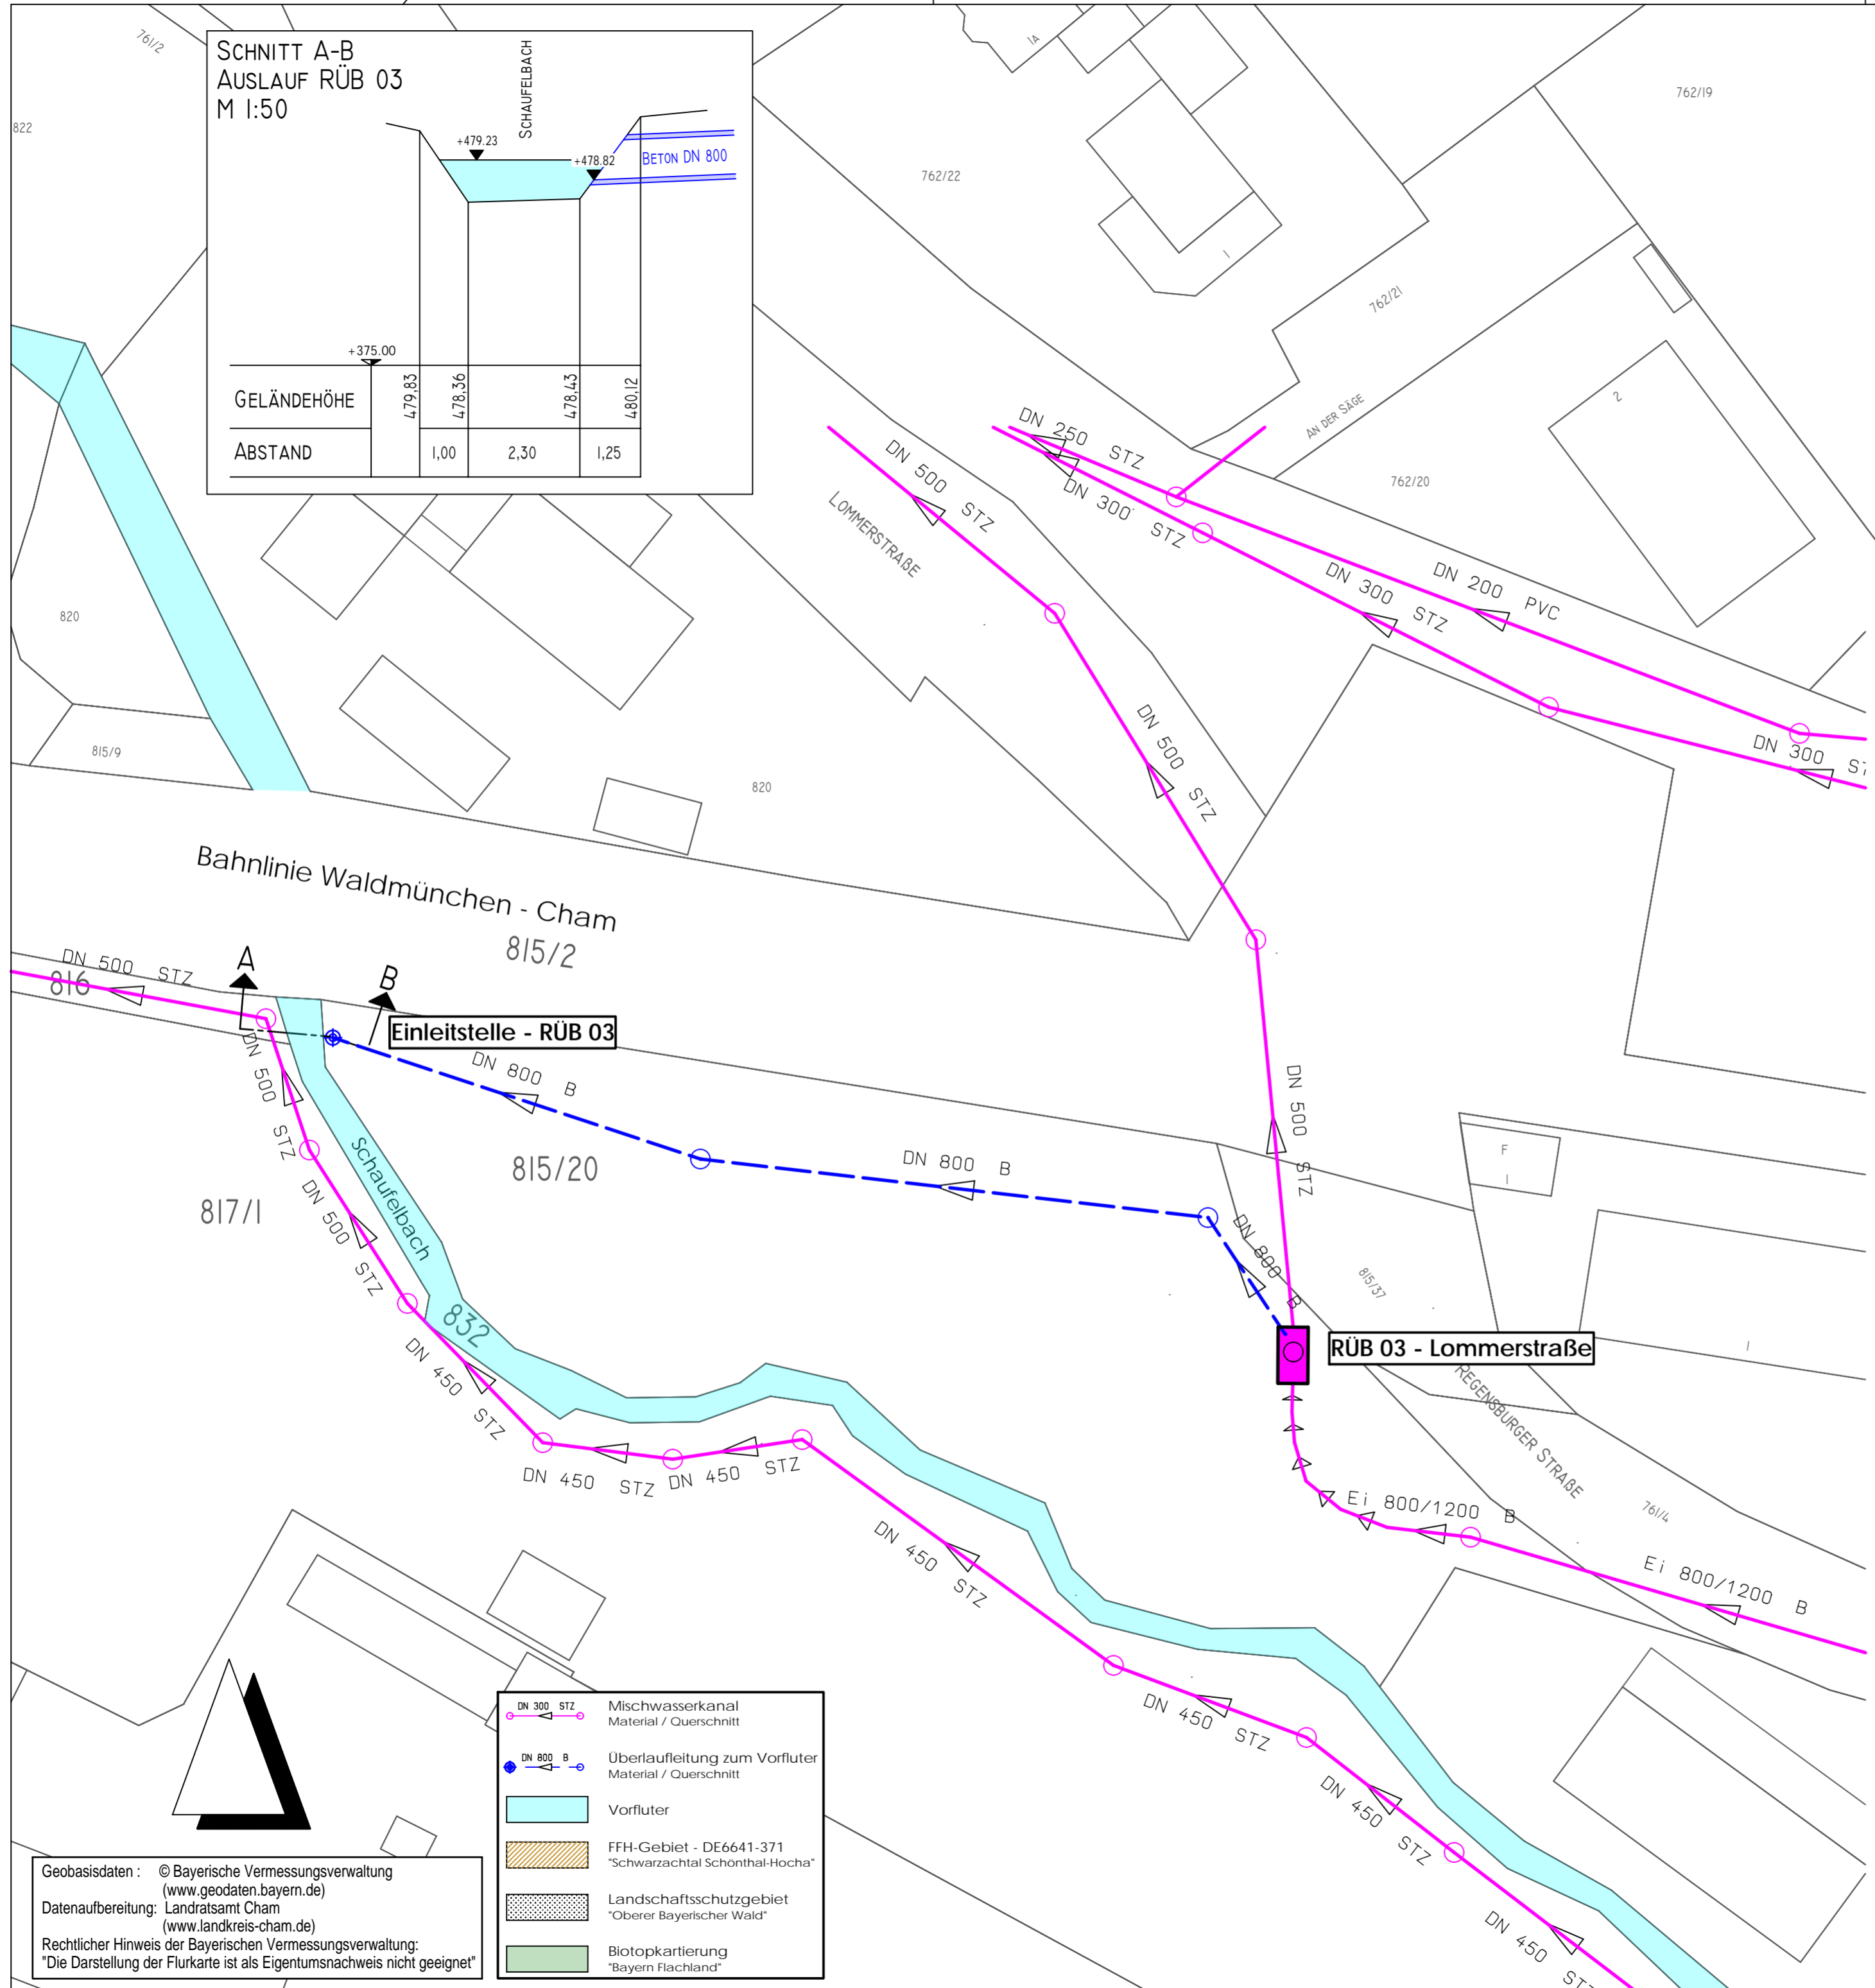 SCHNITT A-B
AUSLAUF RÜB 03
M 1:50
SCHAUFELBACH
+479.23
+478.82
BETON DN 800
+375.00
GELÄNDEHÖHE
479,83
478,36
478,43
480,12
ABSTAND
1,00
2,30
1,25
761/2
822
1A
762/19
762/22
1
762/21
2
AN DER SÄGE
762/20
DN 250 STZ
DN 500 STZ
DN 300 STZ
LOMMERSTRAßE
DN 200 PVC
DN 300 STZ
820
815/9
820
DN 500 STZ
DN 300
Bahnlinie Waldmünchen - Cham
815/2
DN 500 STZ
816
A
B
Einleitstelle - RÜB 03
DN 500 STZ
DN 800 B
DN 500 STZ
Schaufelbach
815/20
DN 800 B
817/1
DN 500 STZ
DN 800 B
F
1
815/37
832
RÜB 03 - Lommerstraße
1
DN 450 STZ
REGENSBURGER STRAßE
DN 450 STZ
DN 450 STZ
Ei 800/1200 B
761/4
DN 450 STZ
Ei 800/1200 B
DN 450 STZ
DN 450 STZ
DN 450
DN 300 STZ
Mischwasserkanal
Material / Querschnitt
DN 800 B
Überlaufleitung zum Vorfluter
Material / Querschnitt
Vorfluter
FFH-Gebiet - DE6641-371
"Schwarzachtal Schönthal-Hocha"
Landschaftsschutzgebiet
"Oberer Bayerischer Wald"
Biotopkartierung
"Bayern Flachland"
Geobasisdaten : © Bayerische Vermessungsverwaltung
(www.geodaten.bayern.de)
Datenaufbereitung: Landratsamt Cham
(www.landkreis-cham.de)
Rechtlicher Hinweis der Bayerischen Vermessungsverwaltung:
"Die Darstellung der Flurkarte ist als Eigentumsnachweis nicht geeignet"